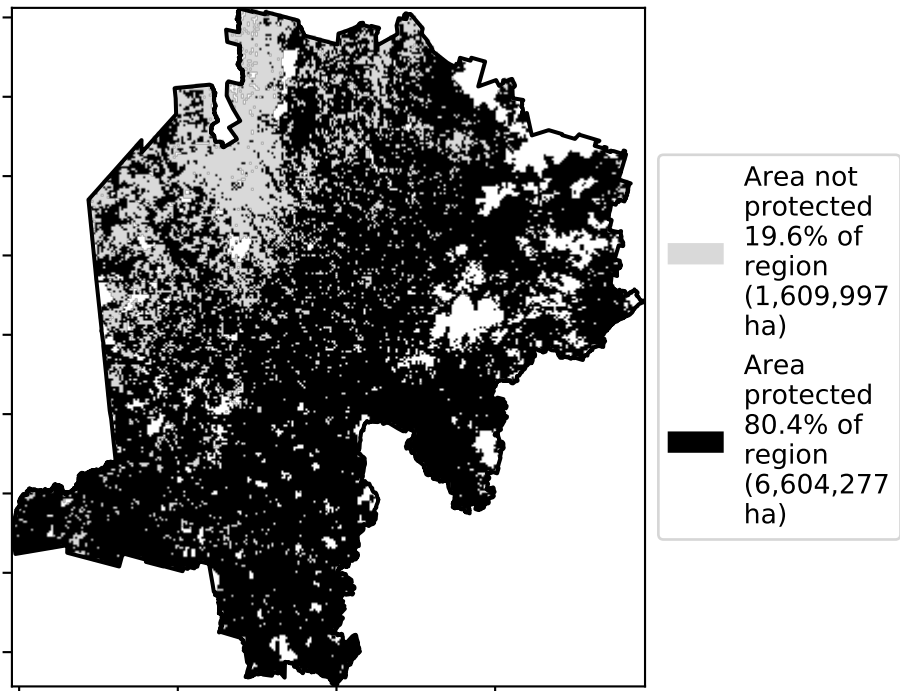 Area not
protected
19.6% of
region
(1,609,997
ha)
Area
protected
80.4% of
region
(6,604,277
ha)